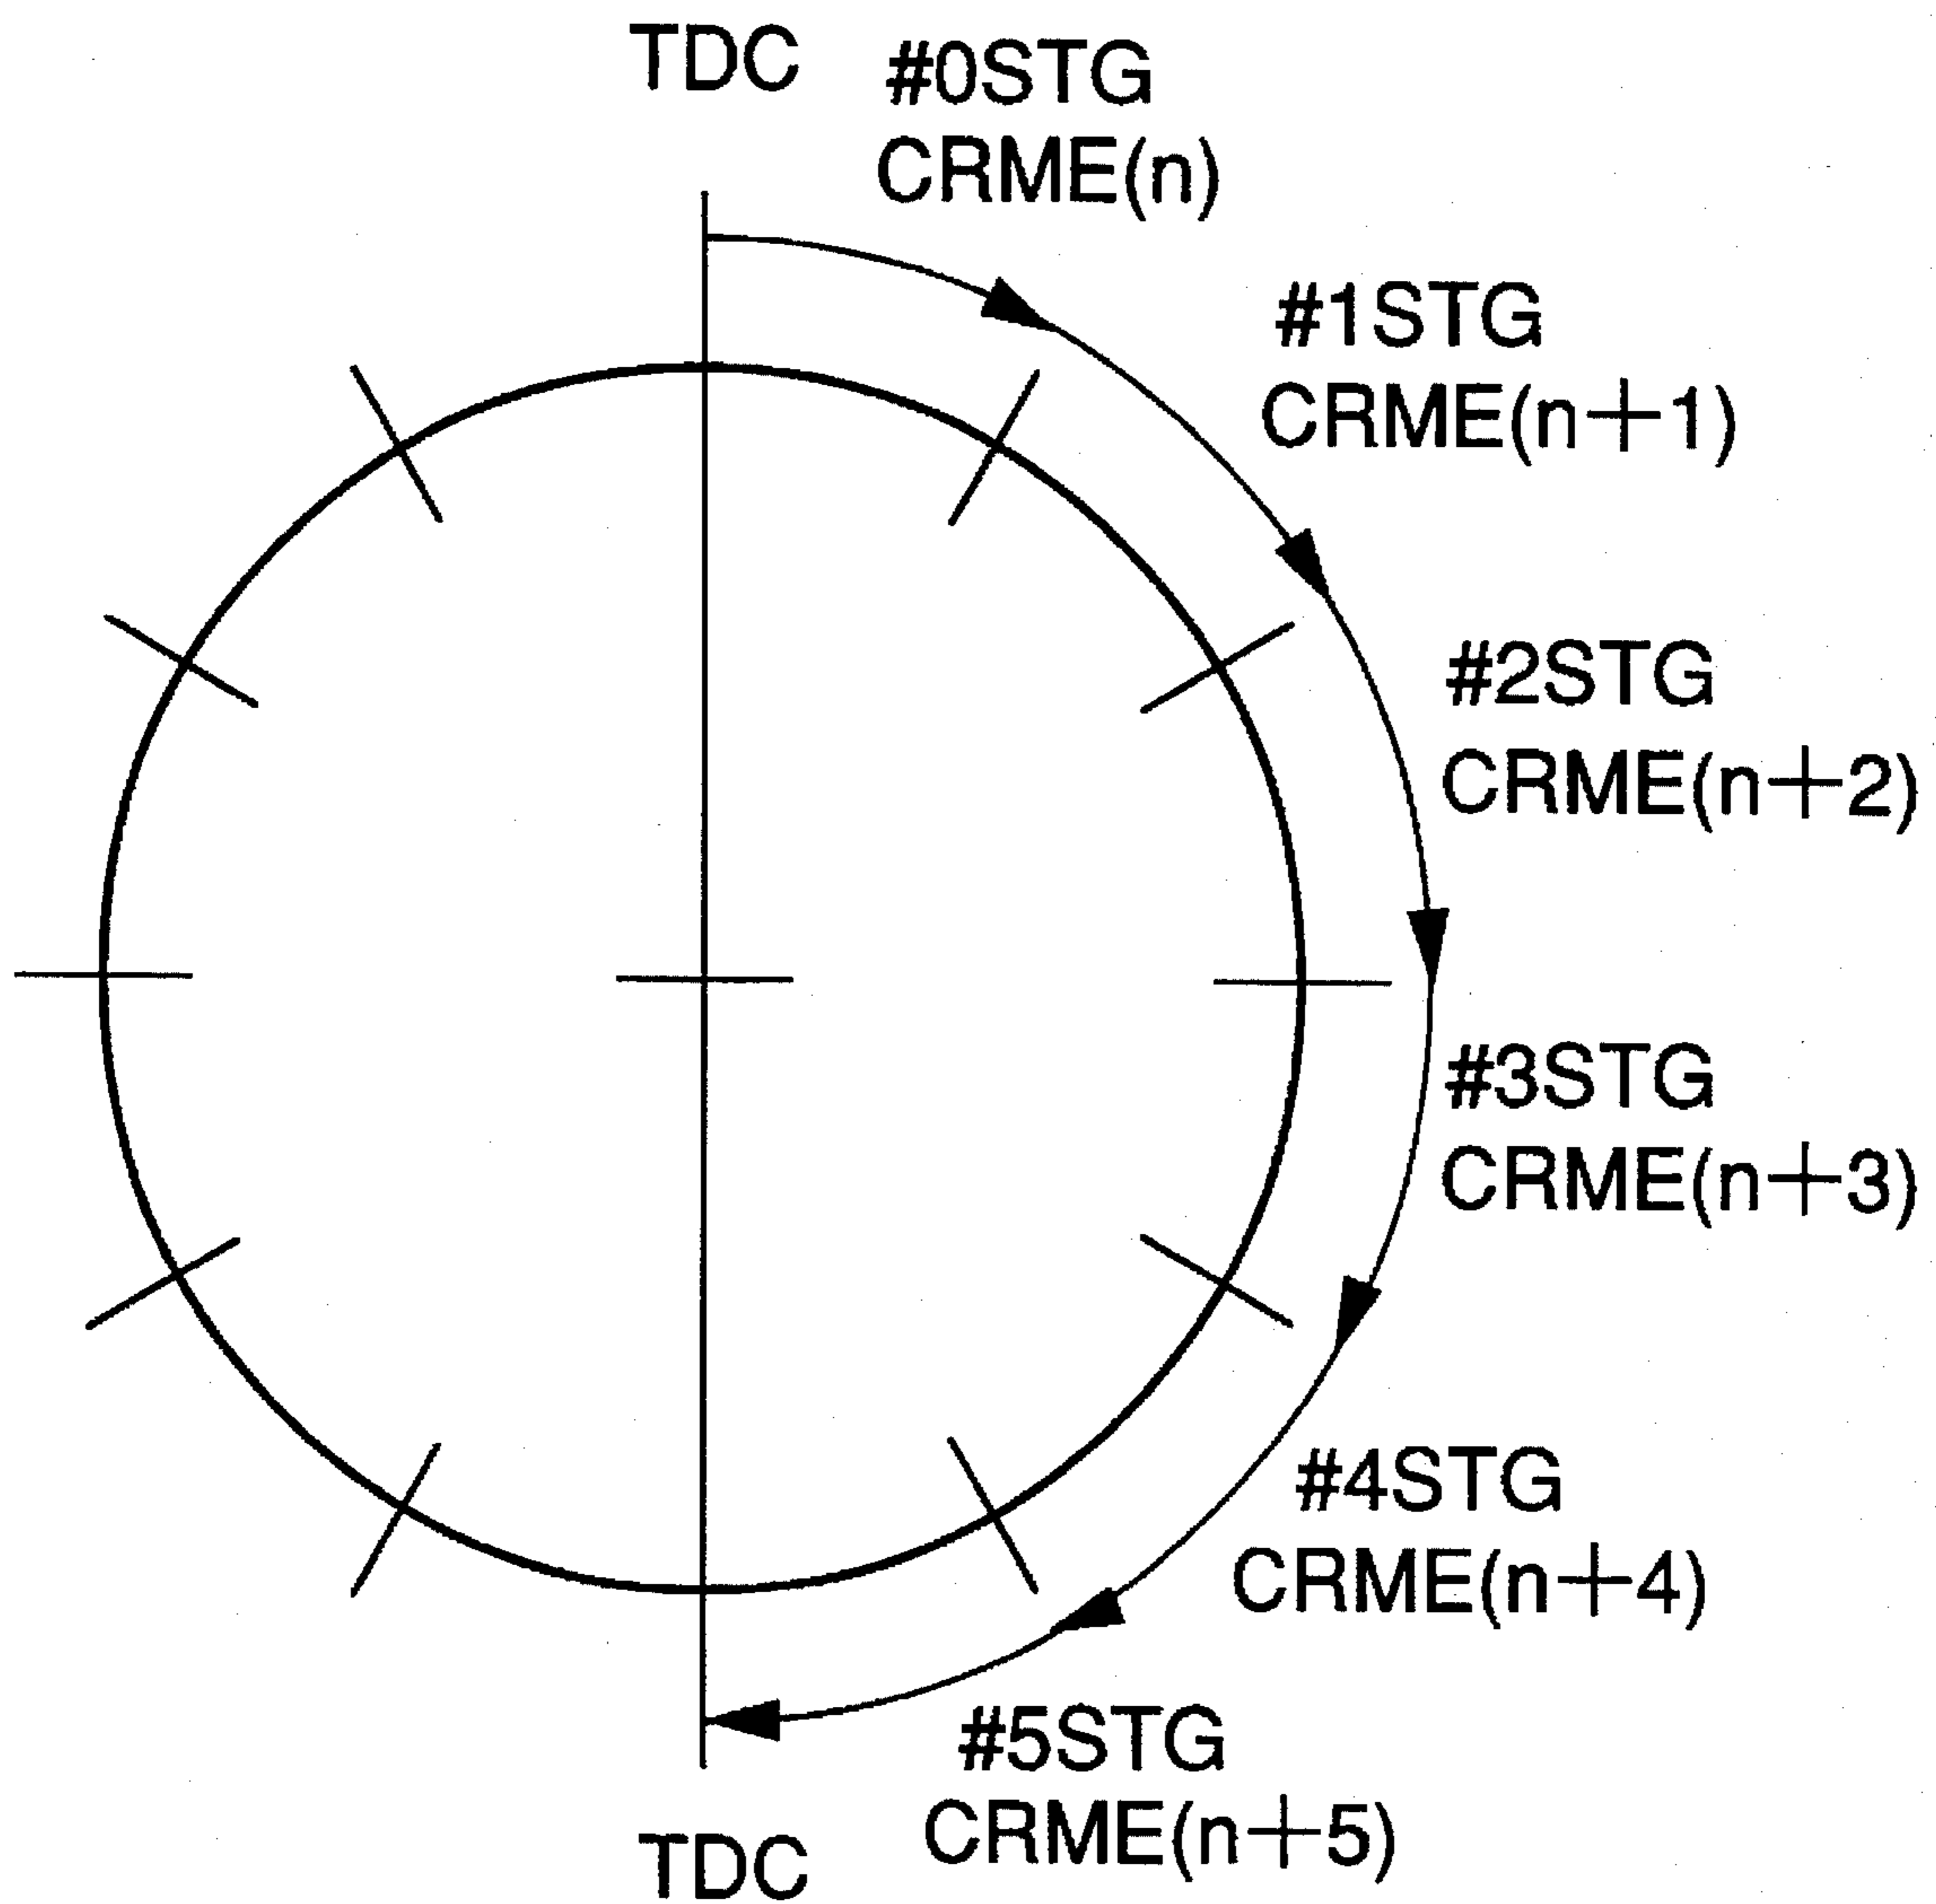 TDC
#0STG
CRME(n)
#1STG
CRME(n+1)
#2STG
CRME(n+2)
#3STG
CRME(n+3)
#4STG
CRME(n+4)
#5STG
CRME(n+5)
TDC